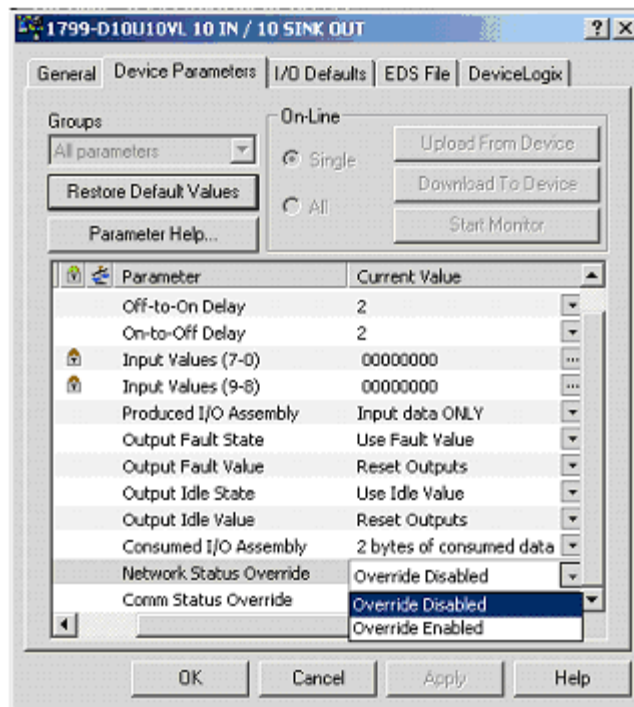 1799-D10U10VL 10 IN / 10 SINK OUT
General Device Parameters I/O Defaults EDS File DeviceLogix
Groups
All parameters
Restore Default Values
Parameter Help...
On-Line
Single
All
Upload From Device
Download To Device
Start Monitor
Parameter Current Value
Off-to-On Delay 2
On-to-Off Delay 2
Input Values (7-0) 00000000
Input Values (9-8) 00000000
Produced I/O Assembly Input data ONLY
Output Fault State Use Fault Value
Output Fault Value Reset Outputs
Output Idle State Use Idle Value
Output Idle Value Reset Outputs
Consumed I/O Assembly 2 bytes of consumed data
Network Status Override Override Disabled
Comm Status Override Override Disabled
Override Enabled
OK Cancel Apply Help